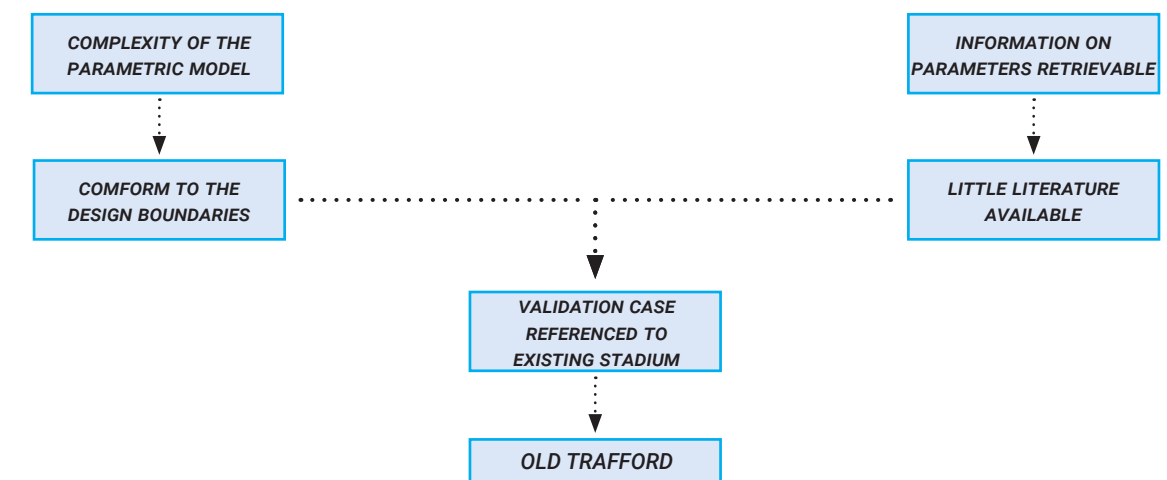 COMPLEXITY OF THE
PARAMETRIC MODEL
INFORMATION ON
PARAMETERS RETRIEVABLE
COMFORM TO THE
DESIGN BOUNDARIES
LITTLE LITERATURE
AVAILABLE
VALIDATION CASE
REFERENCED TO
EXISTING STADIUM
OLD TRAFFORD